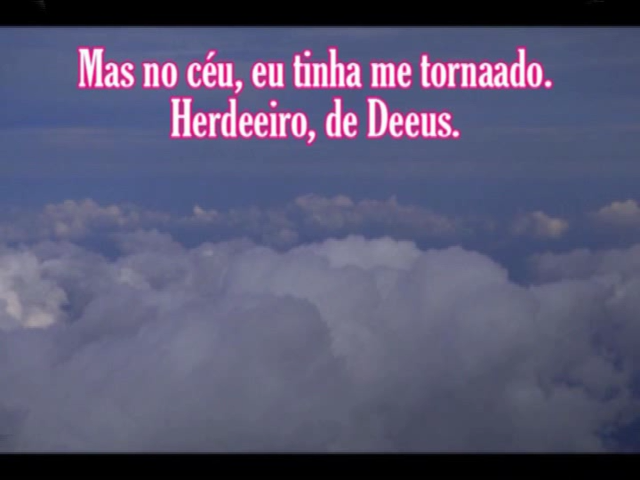 Mas no céu, eu tinha me tornaado.
Herdeeiro, de Deeus.